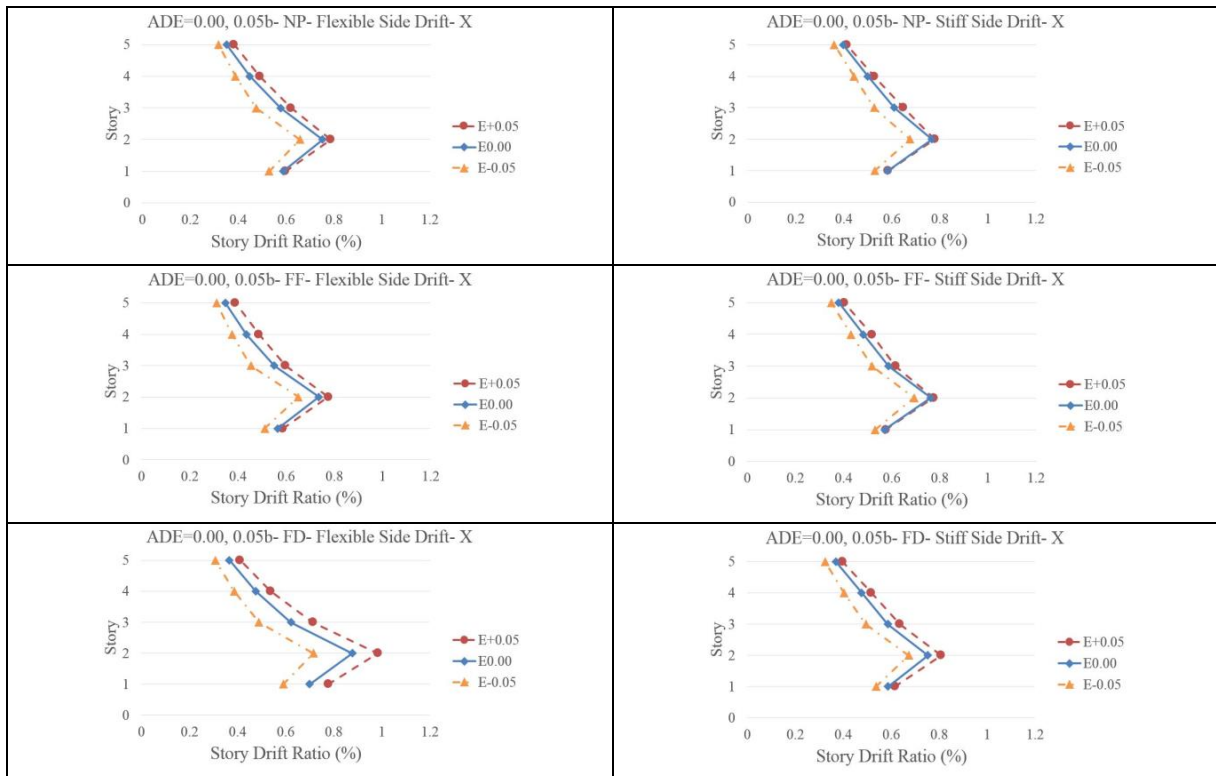 ADE=0.00, 0.05b- NP- Flexible Side Drift- X
5
4
3
2
1
0
Story
0 0.2 0.4 0.6 0.8 1 1.2
Story Drift Ratio (%)
E+0.05
E0.00
E-0.05
ADE=0.00, 0.05b- NP- Stiff Side Drift- X
5
4
3
2
1
0
Story
0 0.2 0.4 0.6 0.8 1 1.2
Story Drift Ratio (%)
E+0.05
E0.00
E-0.05
ADE=0.00, 0.05b- FF- Flexible Side Drift- X
5
4
3
2
1
0
Story
0 0.2 0.4 0.6 0.8 1 1.2
Story Drift Ratio (%)
E+0.05
E0.00
E-0.05
ADE=0.00, 0.05b- FF- Stiff Side Drift- X
5
4
3
2
1
0
Story
0 0.2 0.4 0.6 0.8 1 1.2
Story Drift Ratio (%)
E+0.05
E0.00
E-0.05
ADE=0.00, 0.05b- FD- Flexible Side Drift- X
5
4
3
2
1
0
Story
0 0.2 0.4 0.6 0.8 1 1.2
Story Drift Ratio (%)
E+0.05
E0.00
E-0.05
ADE=0.00, 0.05b- FD- Stiff Side Drift- X
5
4
3
2
1
0
Story
0 0.2 0.4 0.6 0.8 1 1.2
Story Drift Ratio (%)
E+0.05
E0.00
E-0.05